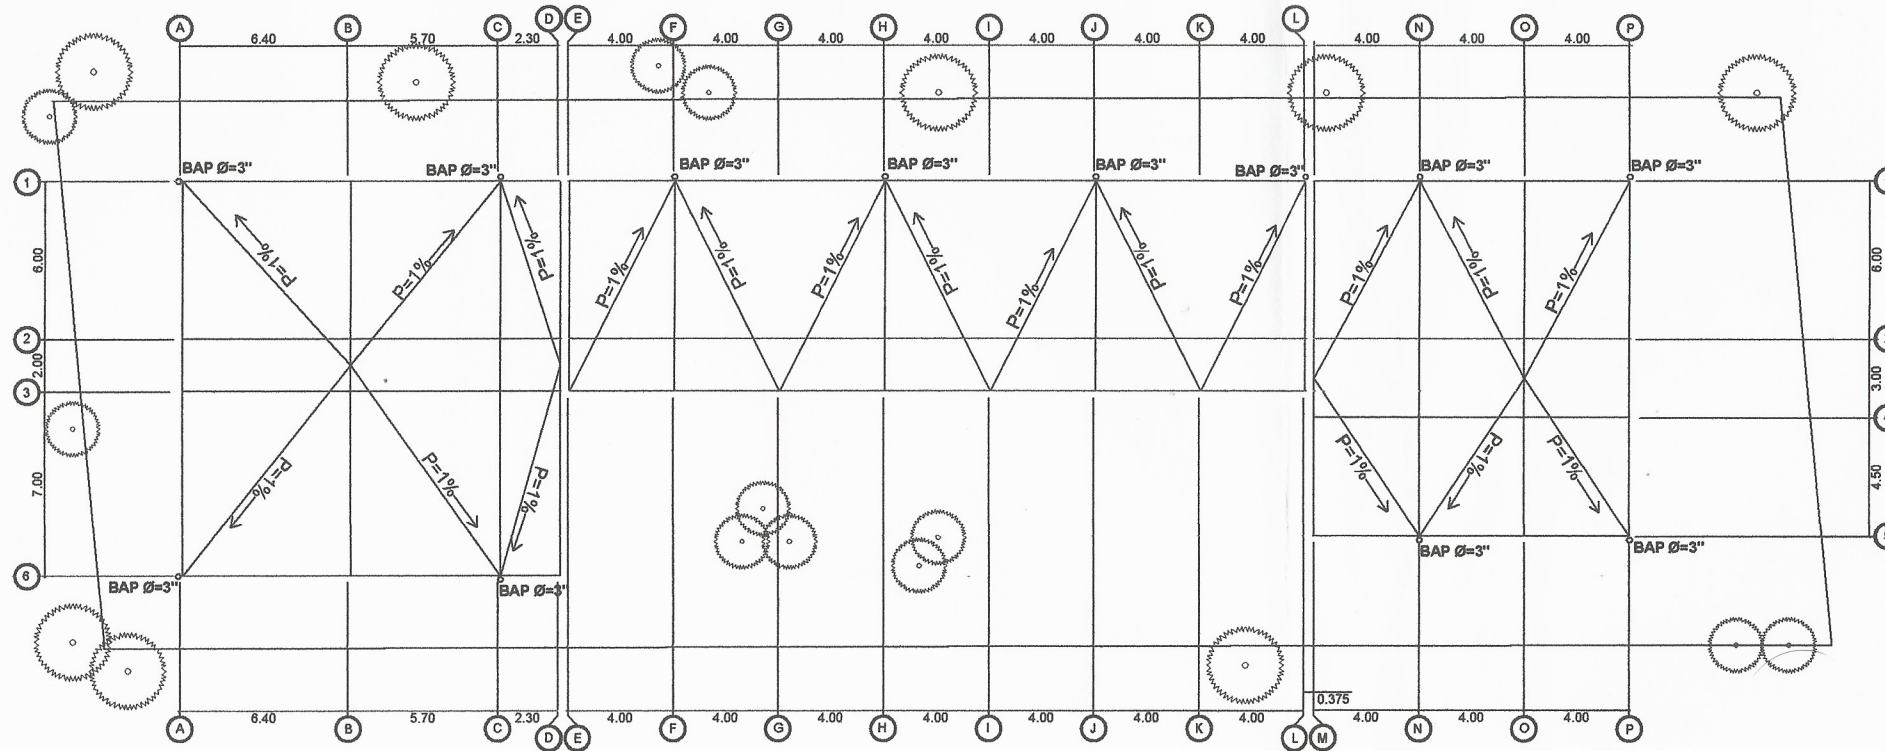 A B C D E F G H I J K L N O P
6.40 5.70 2.30 4.00 4.00 4.00 4.00 4.00 4.00 4.00 4.00 4.00 4.00
BAP Ø=3" BAP Ø=3" BAP Ø=3" BAP Ø=3" BAP Ø=3" BAP Ø=3" BAP Ø=3" BAP Ø=3"
1
6.00 P=1% P=1% P=1% P=1% P=1% P=1% P=1% P=1% P=1% P=1% P=1% P=1% P=1% 6.00
2
2.00
3 3.00
7.00 P=1% P=1% P=1% P=1% P=1% P=1% 4.50
BAP Ø=3" BAP Ø=3"
6
BAP Ø=3" BAP Ø=3"
0.375
6.40 5.70 2.30 4.00 4.00 4.00 4.00 4.00 4.00 4.00 4.00 4.00 4.00
A B C D E F G H I J K L M N O P